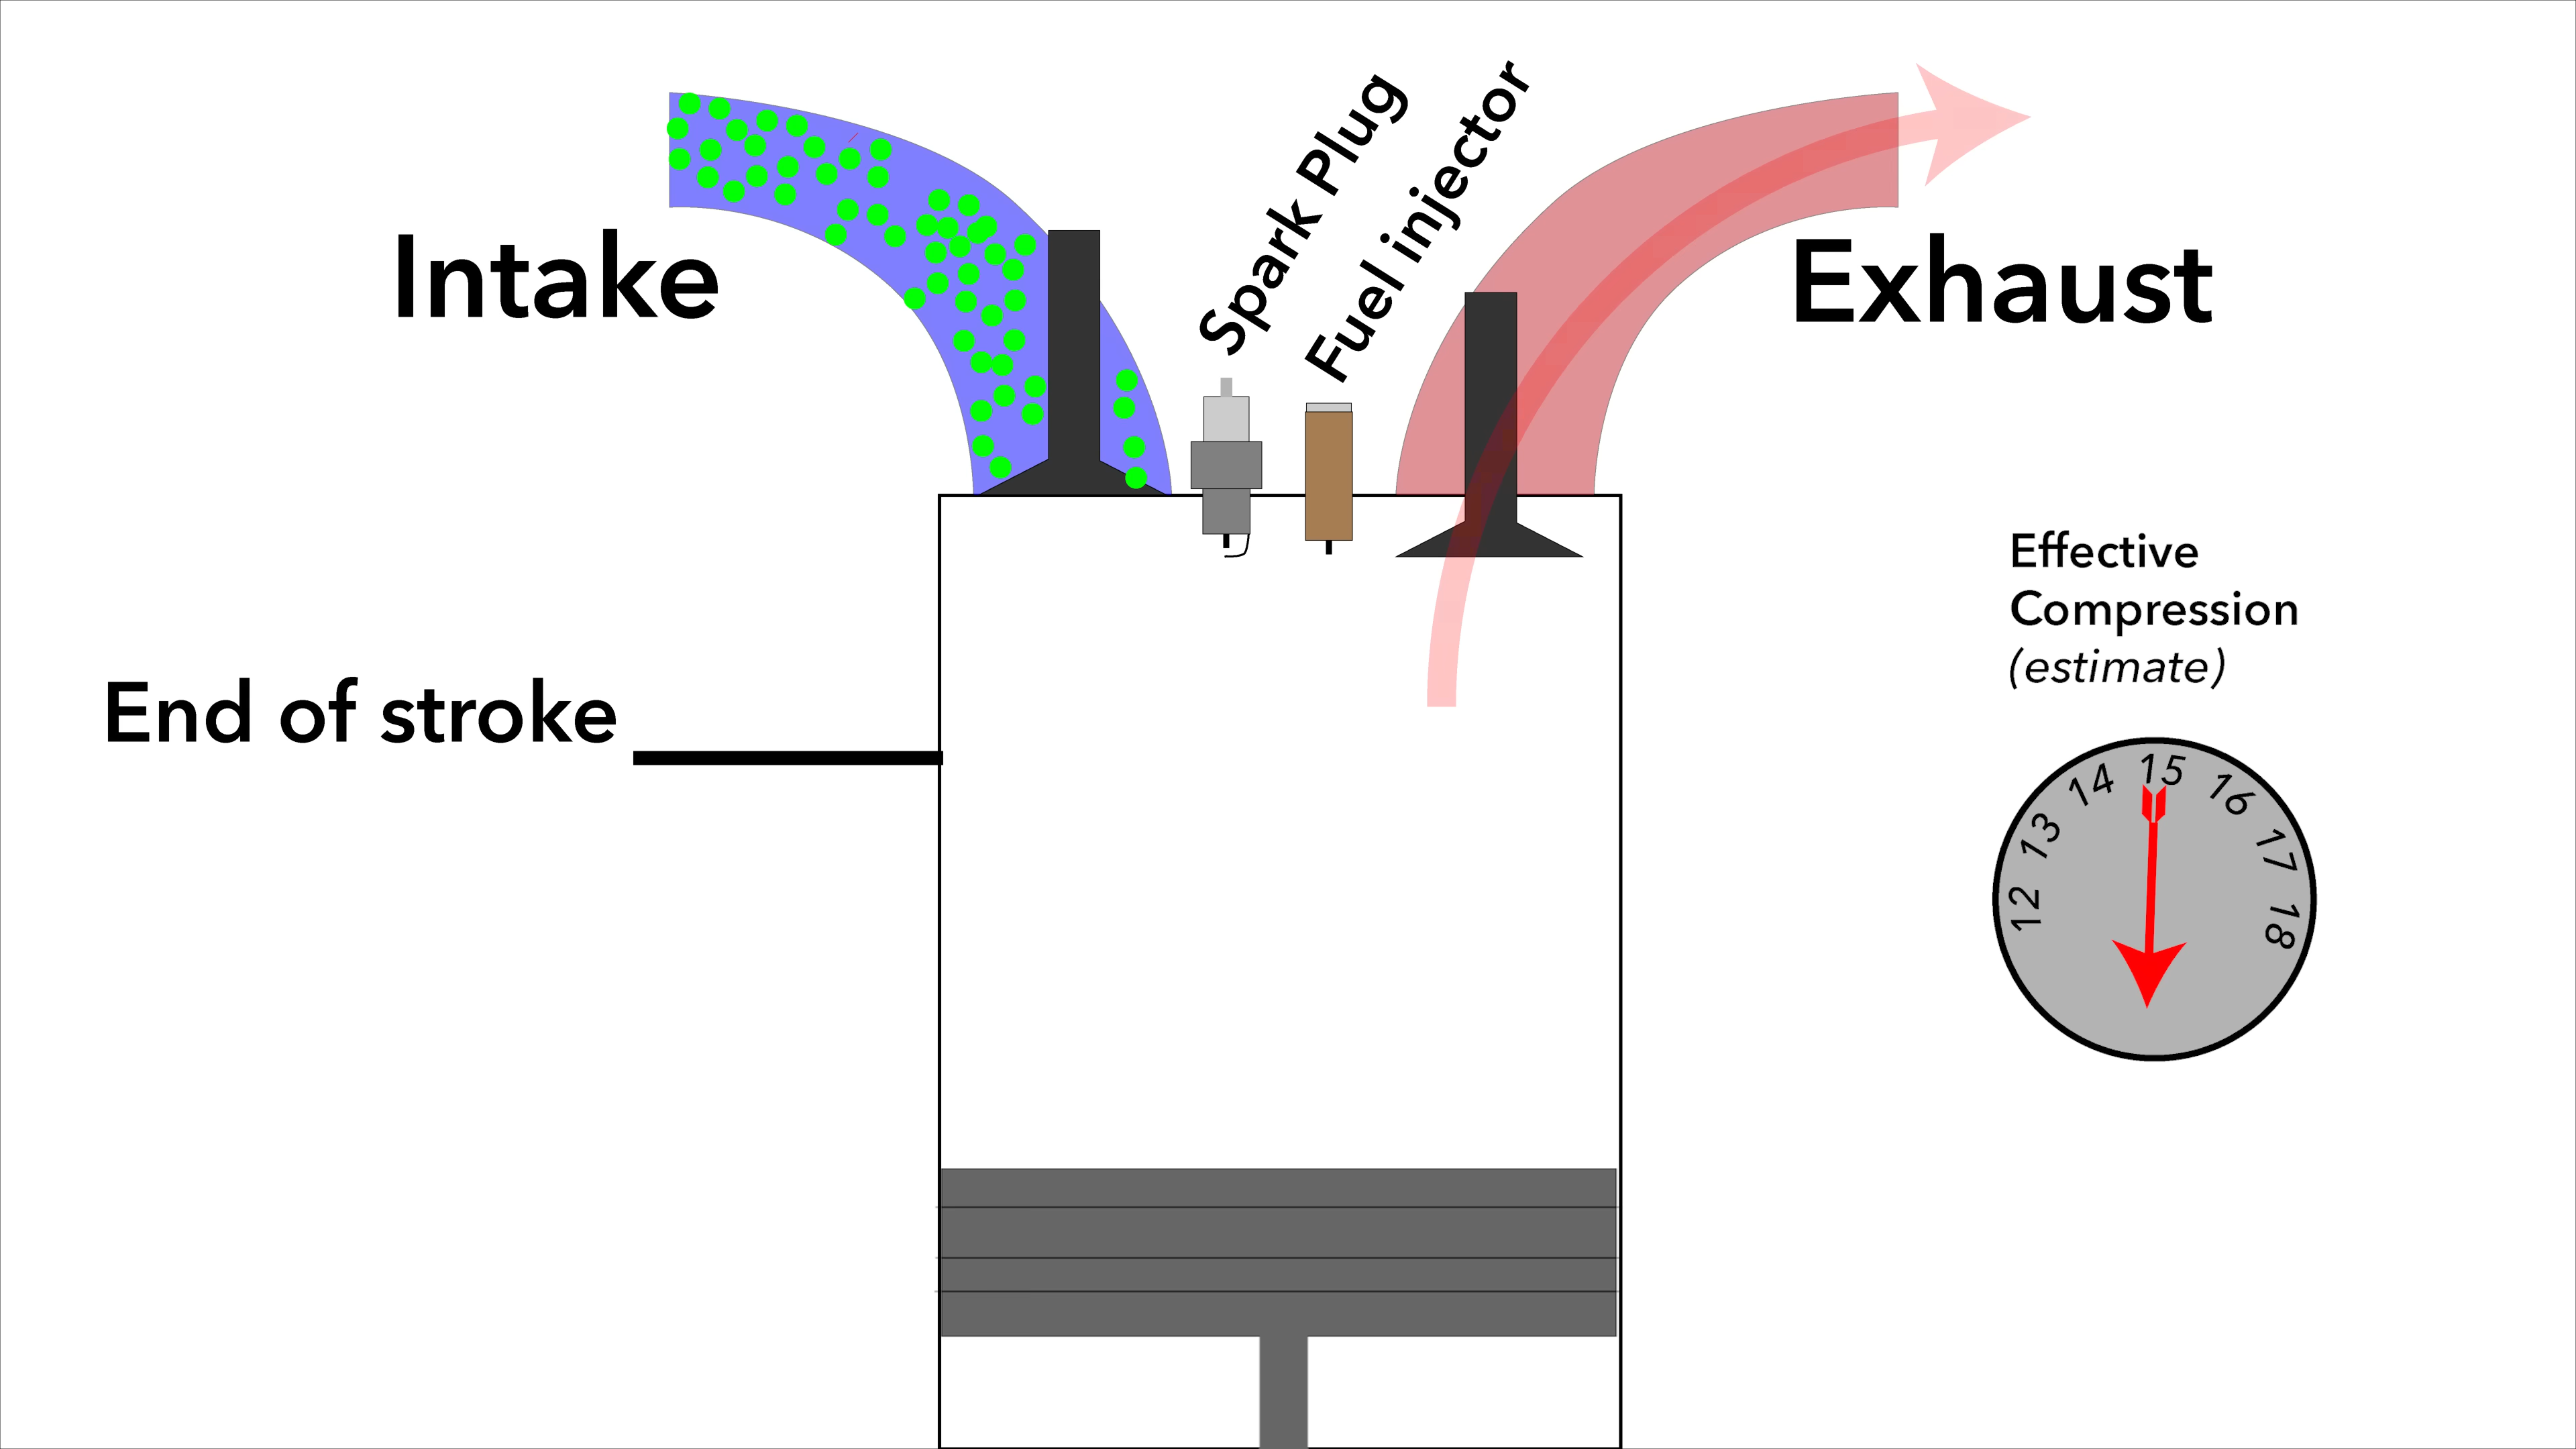 Spark Plug
Fuel injector
Intake
Exhaust
Effective
Compression
(estimate)
End of stroke
12
13
14
15
16
17
18